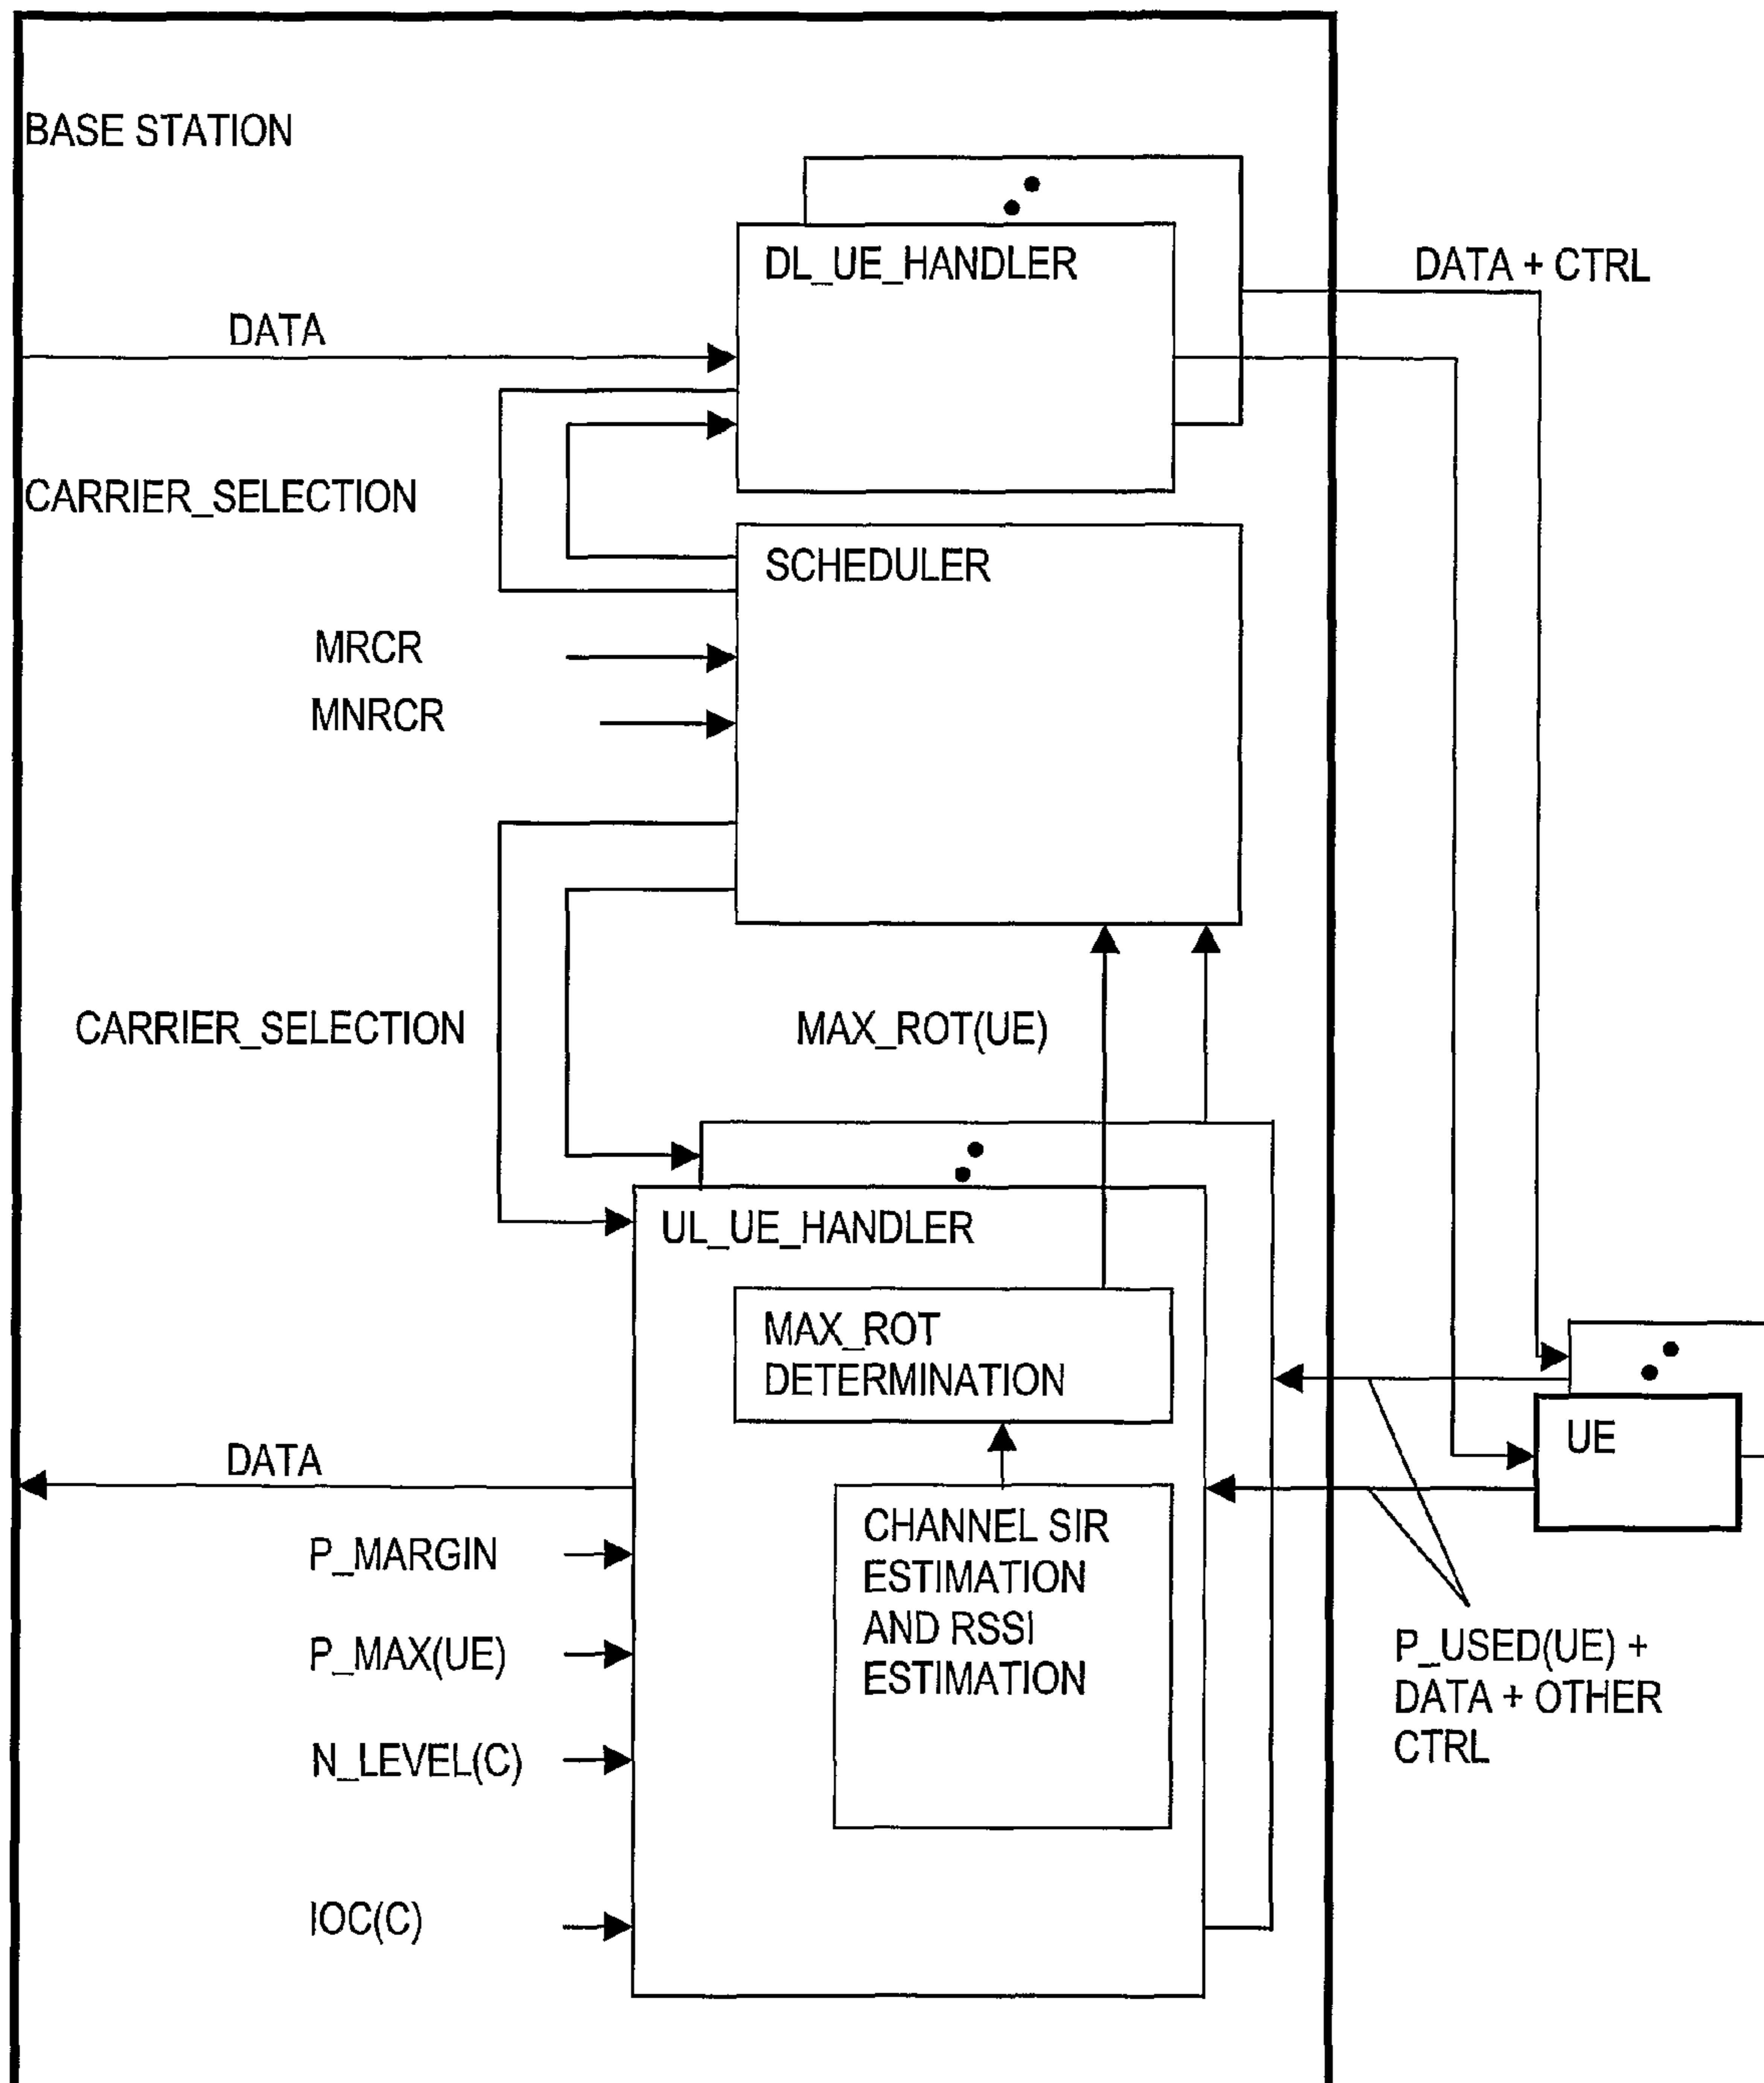 BASE STATION
DL_UE_HANDLER
DATA + CTRL
DATA
CARRIER_SELECTION
SCHEDULER
MRCR
MNRCR
CARRIER_SELECTION
MAX_ROT(UE)
UL_UE_HANDLER
MAX_ROT
DETERMINATION
UE
DATA
CHANNEL SIR
ESTIMATION
AND RSSI
ESTIMATION
P_MARGIN
P_MAX(UE)
N_LEVEL(C)
IOC(C)
P_USED(UE) +
DATA + OTHER
CTRL